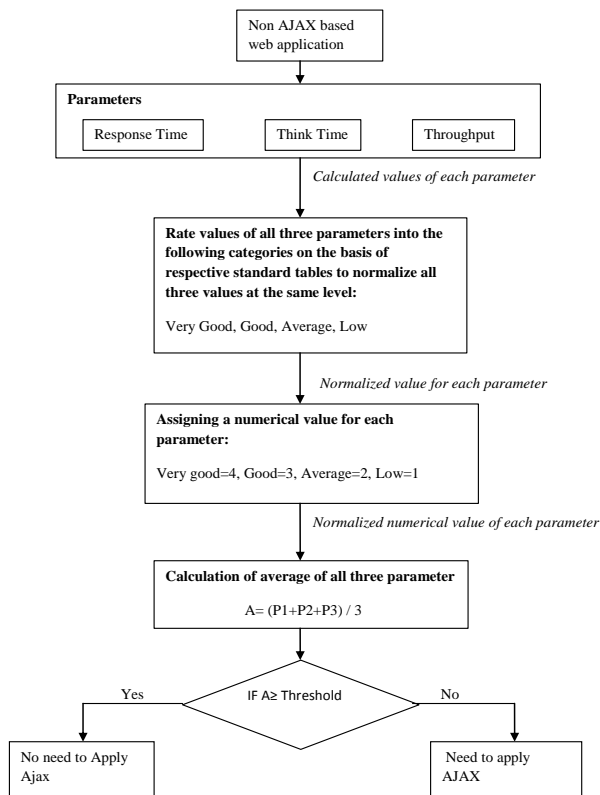 Non AJAX based
web application
Parameters
Response Time
Think Time
Throughput
Calculated values of each parameter
Rate values of all three parameters into the
following categories on the basis of
respective standard tables to normalize all
three values at the same level:
Very Good, Good, Average, Low
Normalized value for each parameter
Assigning a numerical value for each
parameter:
Very good=4, Good=3, Average=2, Low=1
Normalized numerical value of each parameter
Calculation of average of all three parameter
A= (P1+P2+P3) / 3
IF A≥ Threshold
Yes
No
No need to Apply
Ajax
Need to apply
AJAX